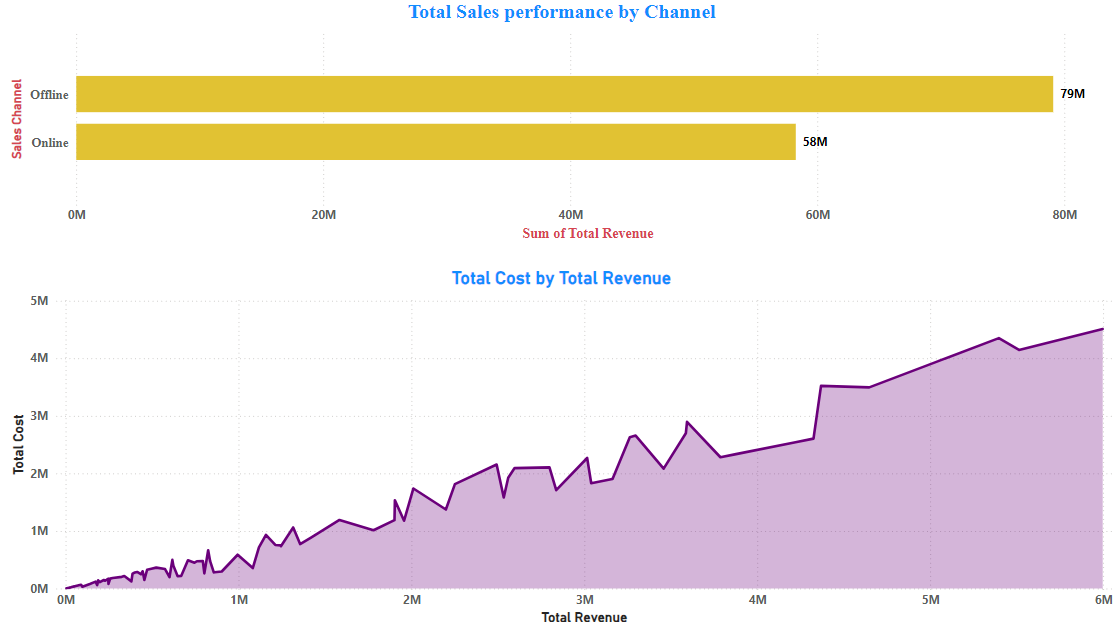 Total Sales performance by Channel
Sales Channel
Offline
79M
Online
58M
0M 20M 40M 60M 80M
Sum of Total Revenue
Total Cost by Total Revenue
Total Cost
5M
4M
3M
2M
1M
0M
0M 1M 2M 3M 4M 5M 6M
Total Revenue